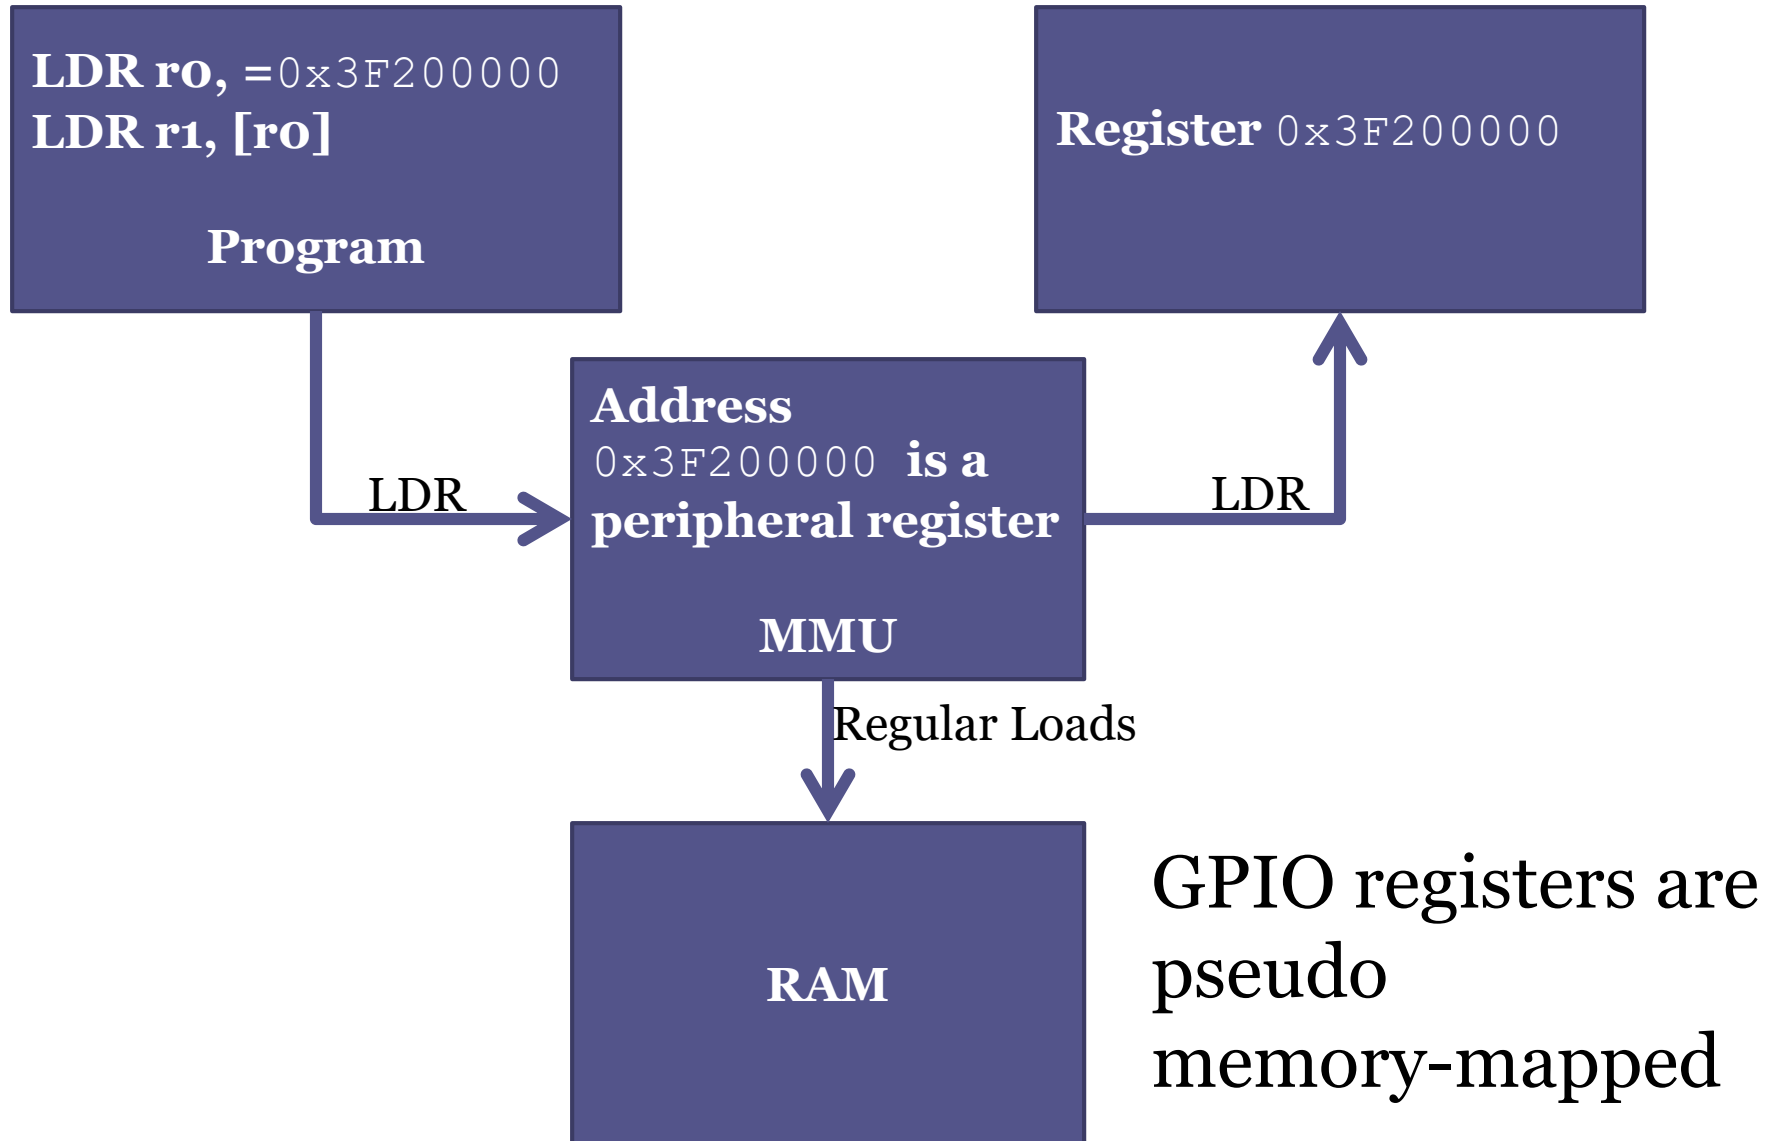 LDR r0, =0x3F200000
LDR r1, [r0]
Program
Register 0x3F200000
Address
0x3F200000 is a
peripheral register
MMU
LDR
LDR
Regular Loads
RAM
GPIO registers are
pseudo
memory-mapped